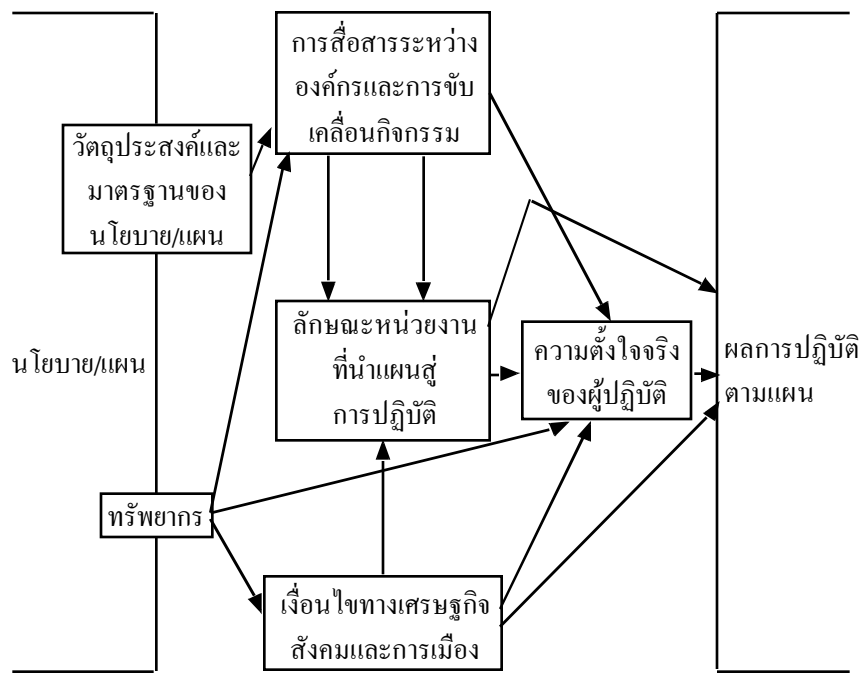 การสื่อสารระหว่าง
องค์กรและการขับ
เคลื่อนกิจกรรม
วัตถุประสงค์และ
มาตรฐานของ
นโยบาย/แผน
ลักษณะหน่วยงาน
ที่นำแผนสู่
การปฏิบัติ
ความตั้งใจจริง
ของผู้ปฏิบัติ
นโยบาย/แผน
ผลการปฏิบัติ
ตามแผน
ทรัพยากร
เงื่อนไขทางเศรษฐกิจ
สังคมและการเมือง